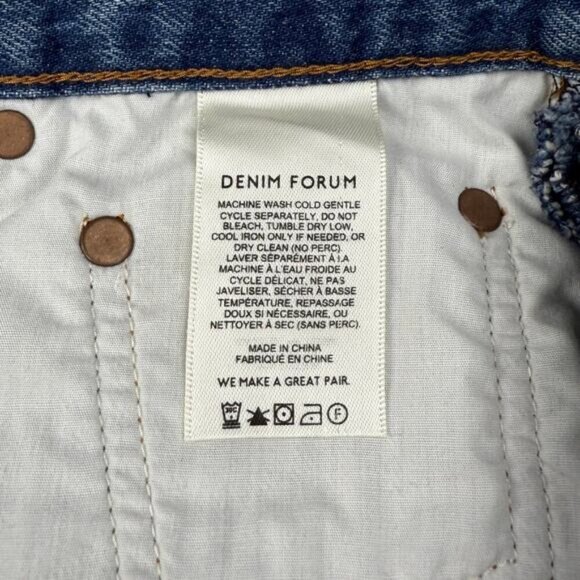 DENIM FORUM
MACHINE WASH COLD GENTLE
CYCLE SEPARATELY, DO NOT
BLEACH, TUMBLE DRY LOW,
COOL IRON ONLY IF NEEDED, OR
DRY CLEAN (NO PERC).
LAVER SÉPARÉMENT À LA
MACHINE À L'EAU FROIDE AU
CYCLE DÉLICAT, NE PAS
JAVELISER, SÉCHER À BASSE
TEMPÉRATURE, REPASSAGE
DOUX SI NÉCESSAIRE, OU
NETTOYER À SEC (SANS PERC).
MADE IN CHINA
FABRIQUÉ EN CHINE
WE MAKE A GREAT PAIR.
30C F